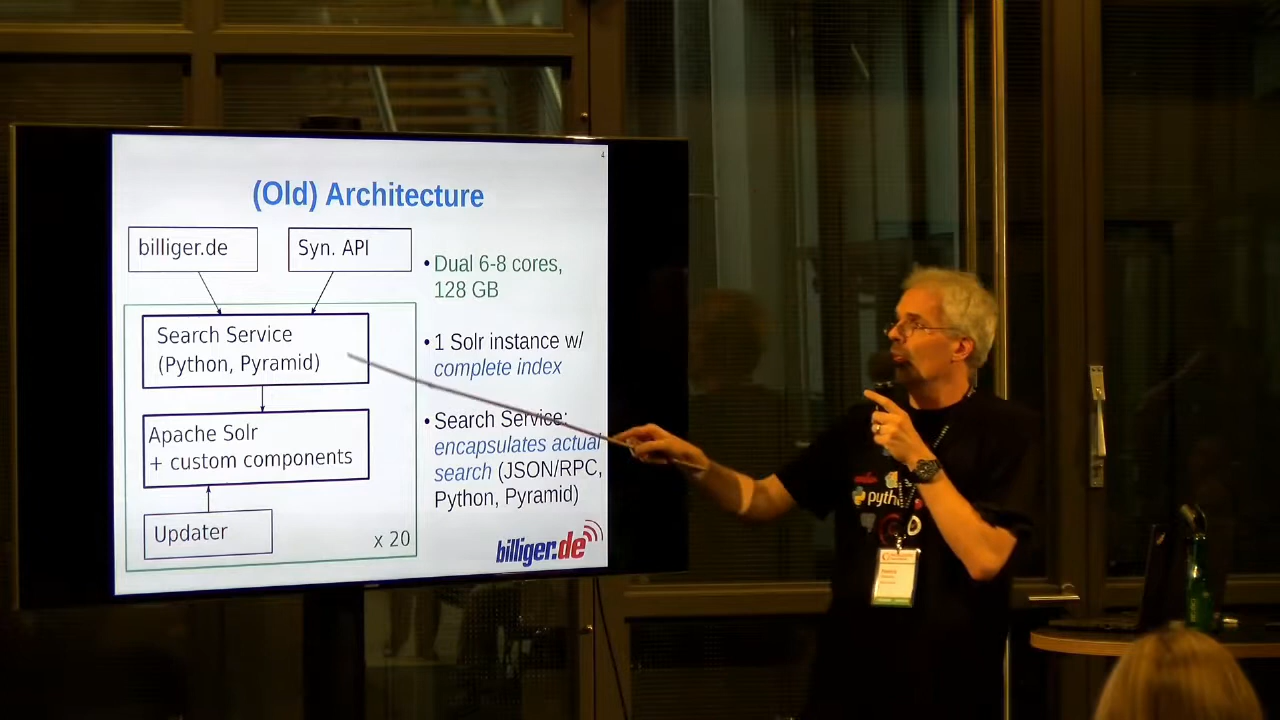 4
(Old) Architecture
billiger.de
Syn. API
Search Service
(Python, Pyramid)
Apache Solr
+ custom components
Updater
x 20
• Dual 6-8 cores,
128 GB
• 1 Solr instance w/
complete index
• Search Service:
encapsulates actual
search (JSON/RPC,
Python, Pyramid)
billiger.de
pyth